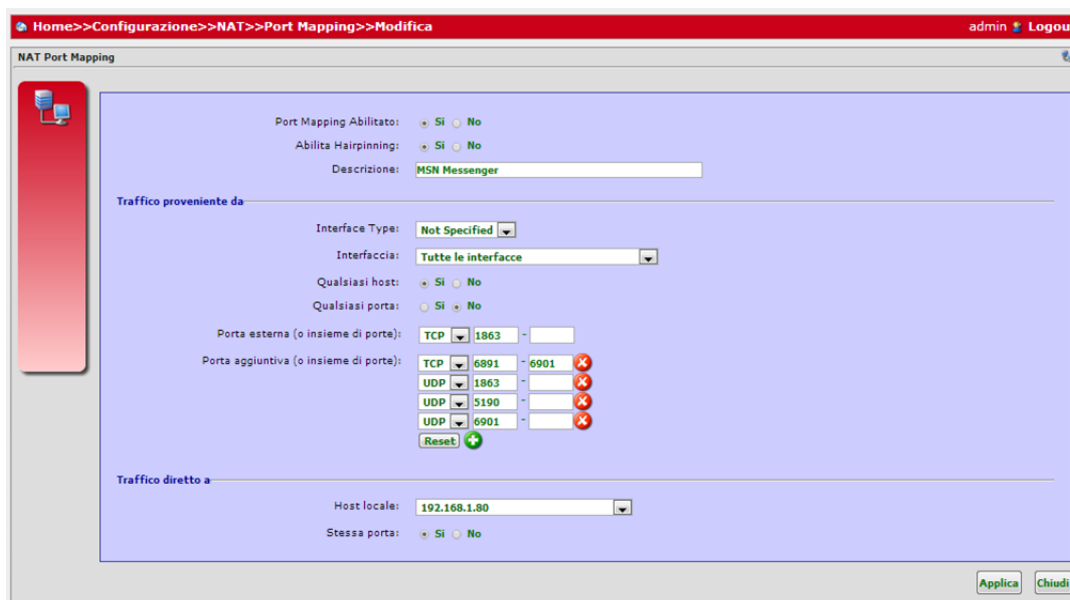 Home>>Configurazione>>NAT>>Port Mapping>>Modifica admin Logou
NAT Port Mapping
Port Mapping Abilitato: Si No
Abilita Hairpinning: Si No
Descrizione: MSN Messenger
Traffico proveniente da
Interface Type: Not Specified
Interfaccia: Tutte le interfacce
Qualsiasi host: Si No
Qualsiasi porta: Si No
Porta esterna (o insieme di porte): TCP 1863 -
Porta aggiuntiva (o insieme di porte): TCP 6891 - 6901
UDP 1863 -
UDP 5190 -
UDP 6901 -
Reset
Traffico diretto a
Host locale: 192.168.1.80
Stessa porta: Si No
Applica Chiudi